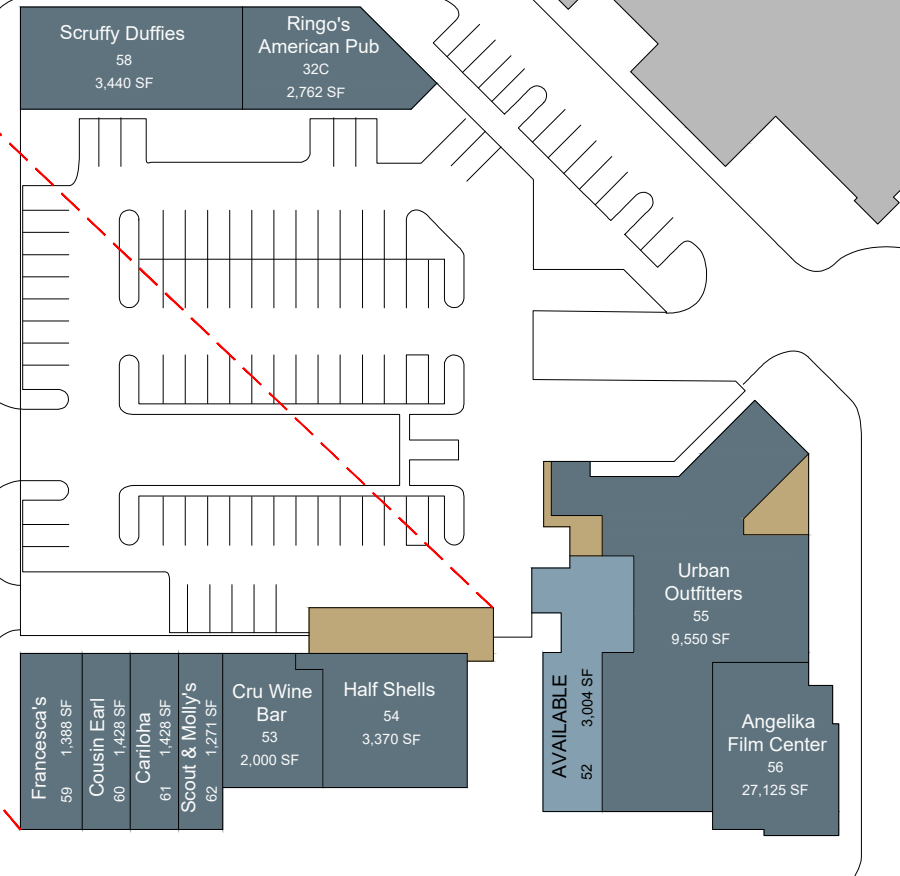 Scruffy Duffies
58
3,440 SF
Ringo's
American Pub
32C
2,762 SF
Urban
Outfitters
55
9,550 SF
Francesca's
59 1,388 SF
Cousin Earl
60 1,428 SF
Cariloha
61 1,428 SF
Scout & Molly's
62 1,271 SF
Cru Wine
Bar
53
2,000 SF
Half Shells
54
3,370 SF
AVAILABLE
52 3,004 SF
Angelika
Film Center
56
27,125 SF